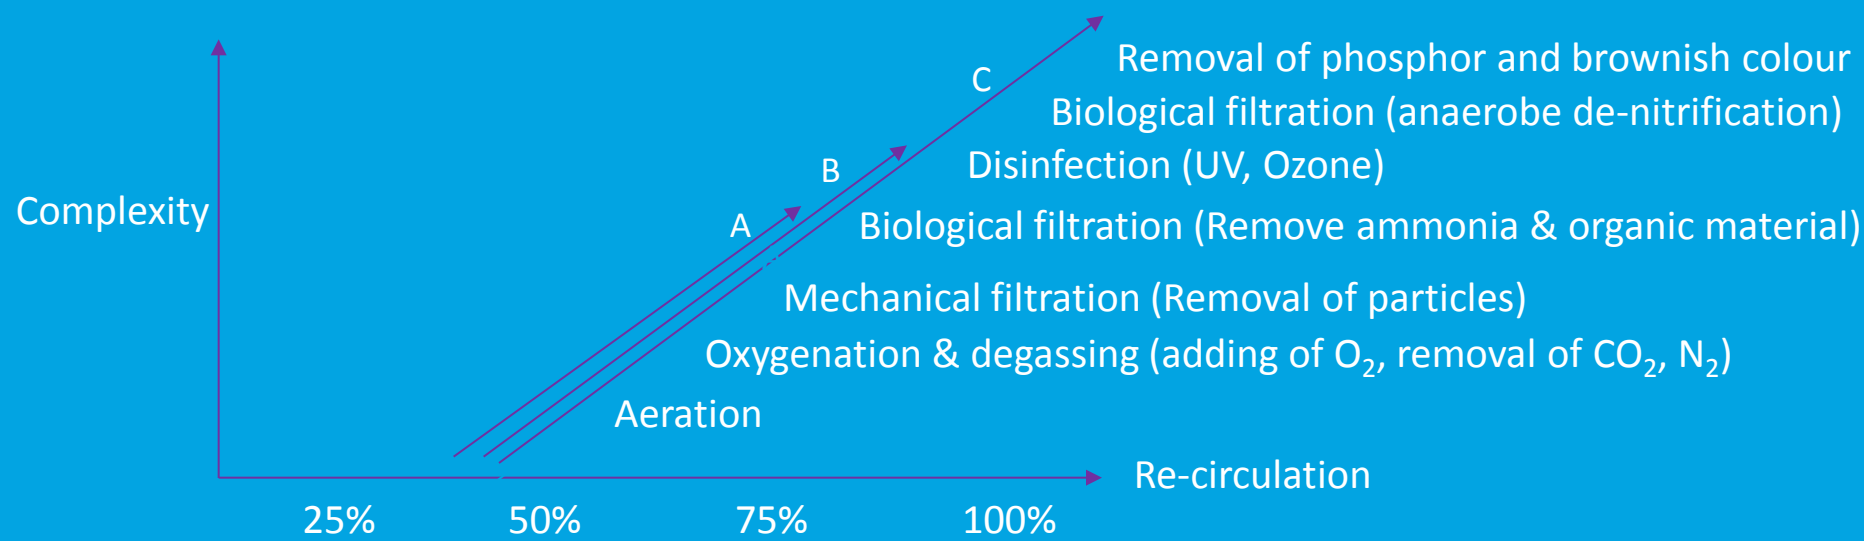 Removal of phosphor and brownish colour
C
Biological filtration (anaerobe de-nitrification)
Disinfection (UV, Ozone)
B
Complexity
A
Biological filtration (Remove ammonia & organic material)
Mechanical filtration (Removal of particles)
Oxygenation & degassing (adding of O₂, removal of CO₂, N₂)
Aeration
Re-circulation
25% 50% 75% 100%